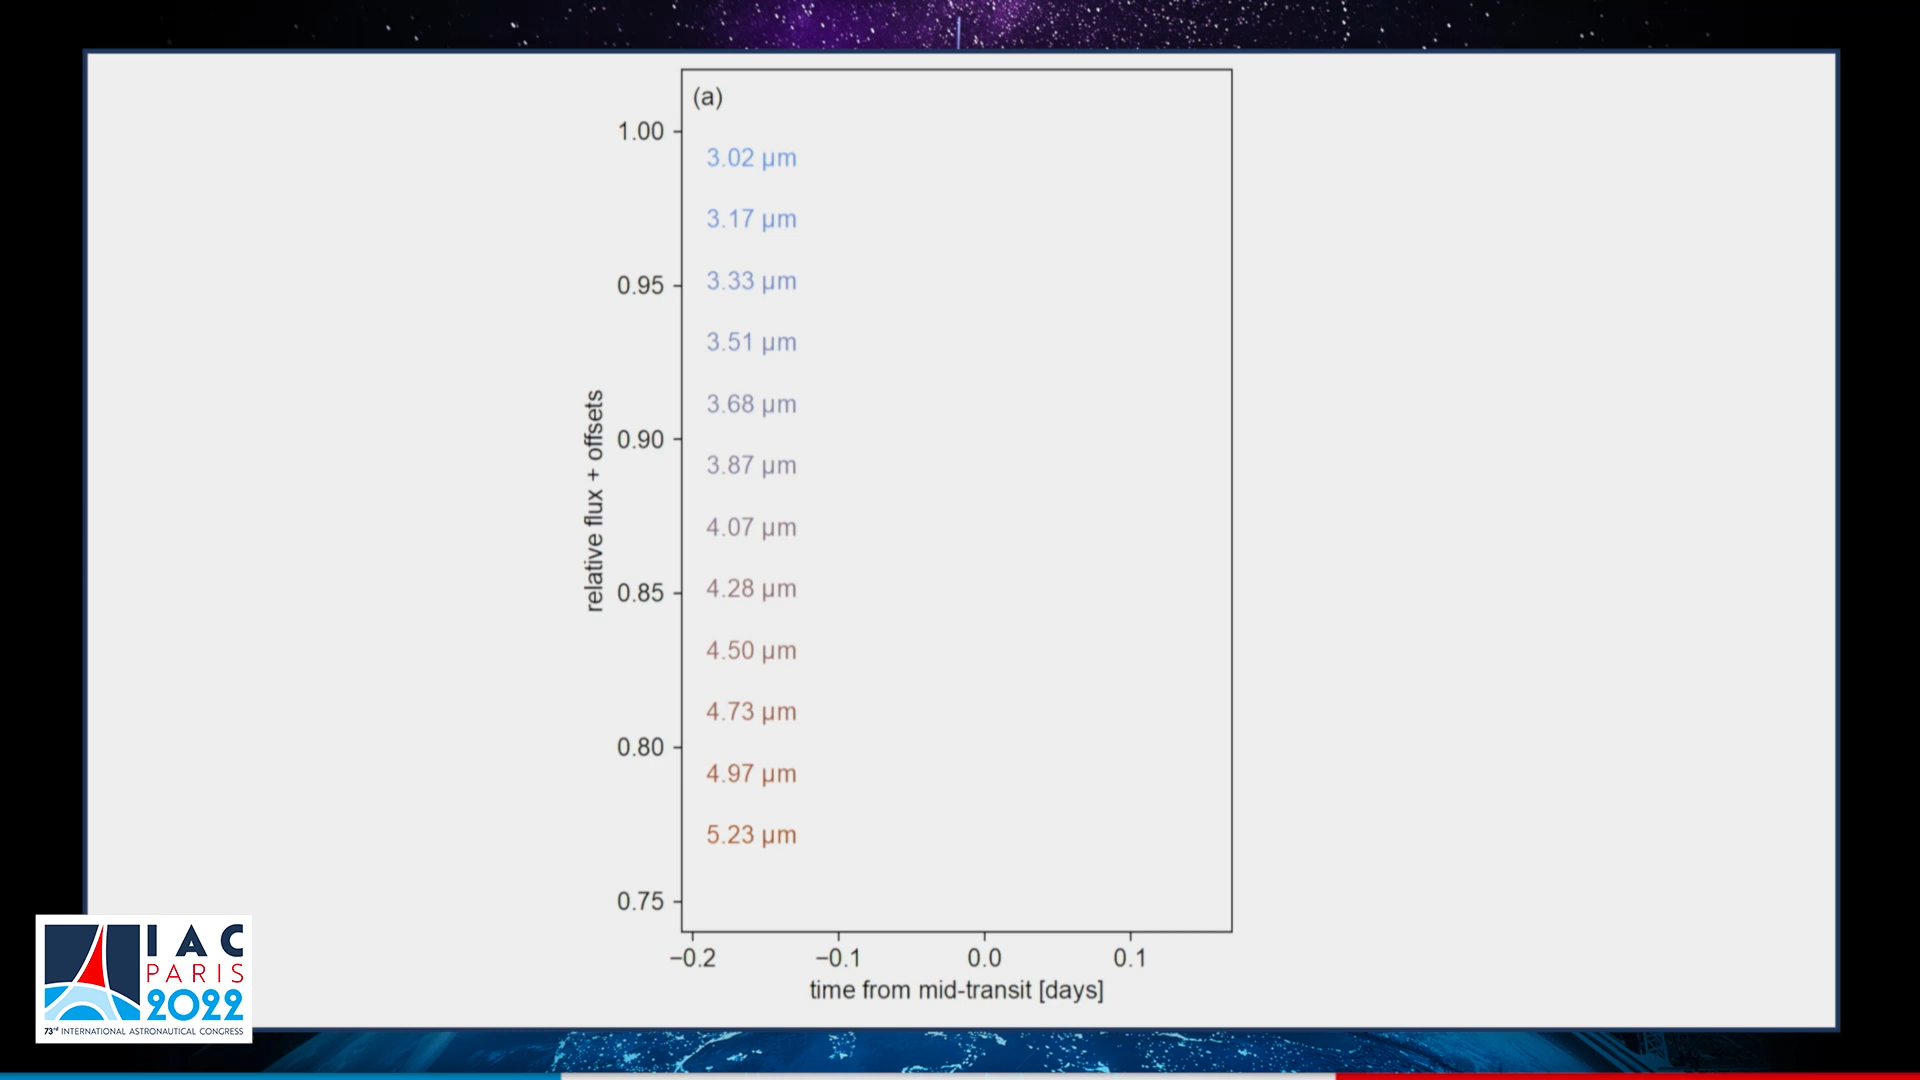 (a)
1.00
3.02 µm
3.17 µm
0.95
3.33 µm
3.51 µm
3.68 µm
0.90
3.87 µm
4.07 µm
0.85
4.28 µm
4.50 µm
4.73 µm
0.80
4.97 µm
5.23 µm
0.75
relative flux + offsets
−0.2 −0.1 0.0 0.1
time from mid-transit [days]
IAC
PARIS
2022
73rd INTERNATIONAL ASTRONAUTICAL CONGRESS